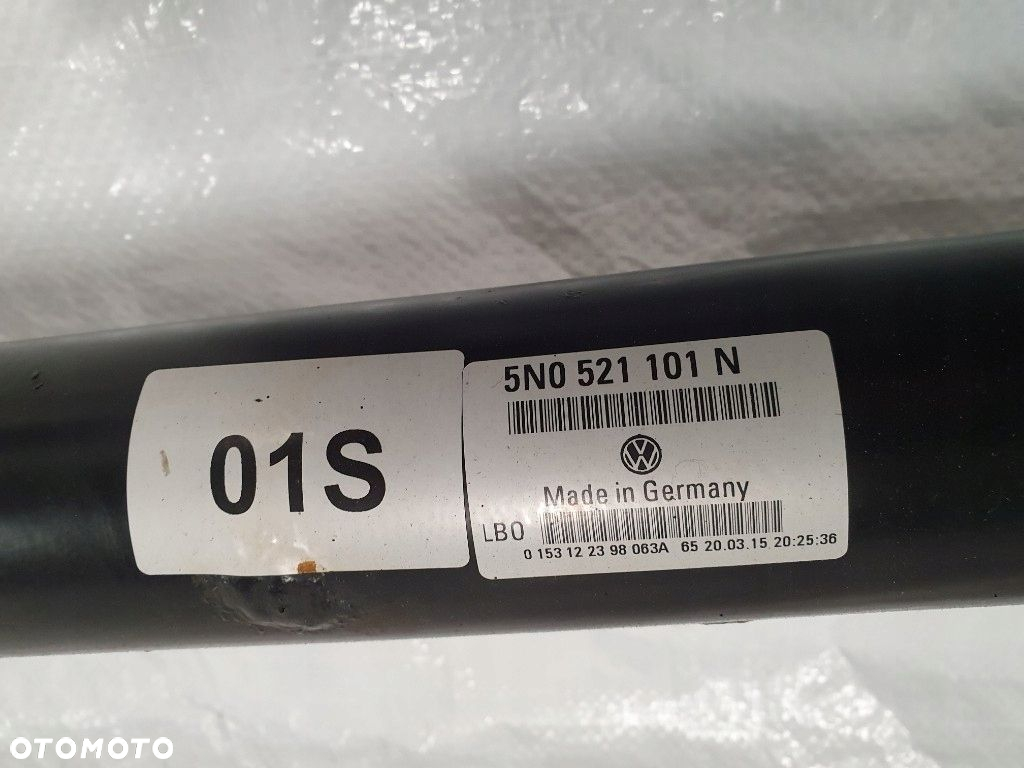 01S
5N0 521 101 N
Made in Germany
LBO
0 153 12 23 98 063A 65 20.03.15 20:25:36
OTOMOTO